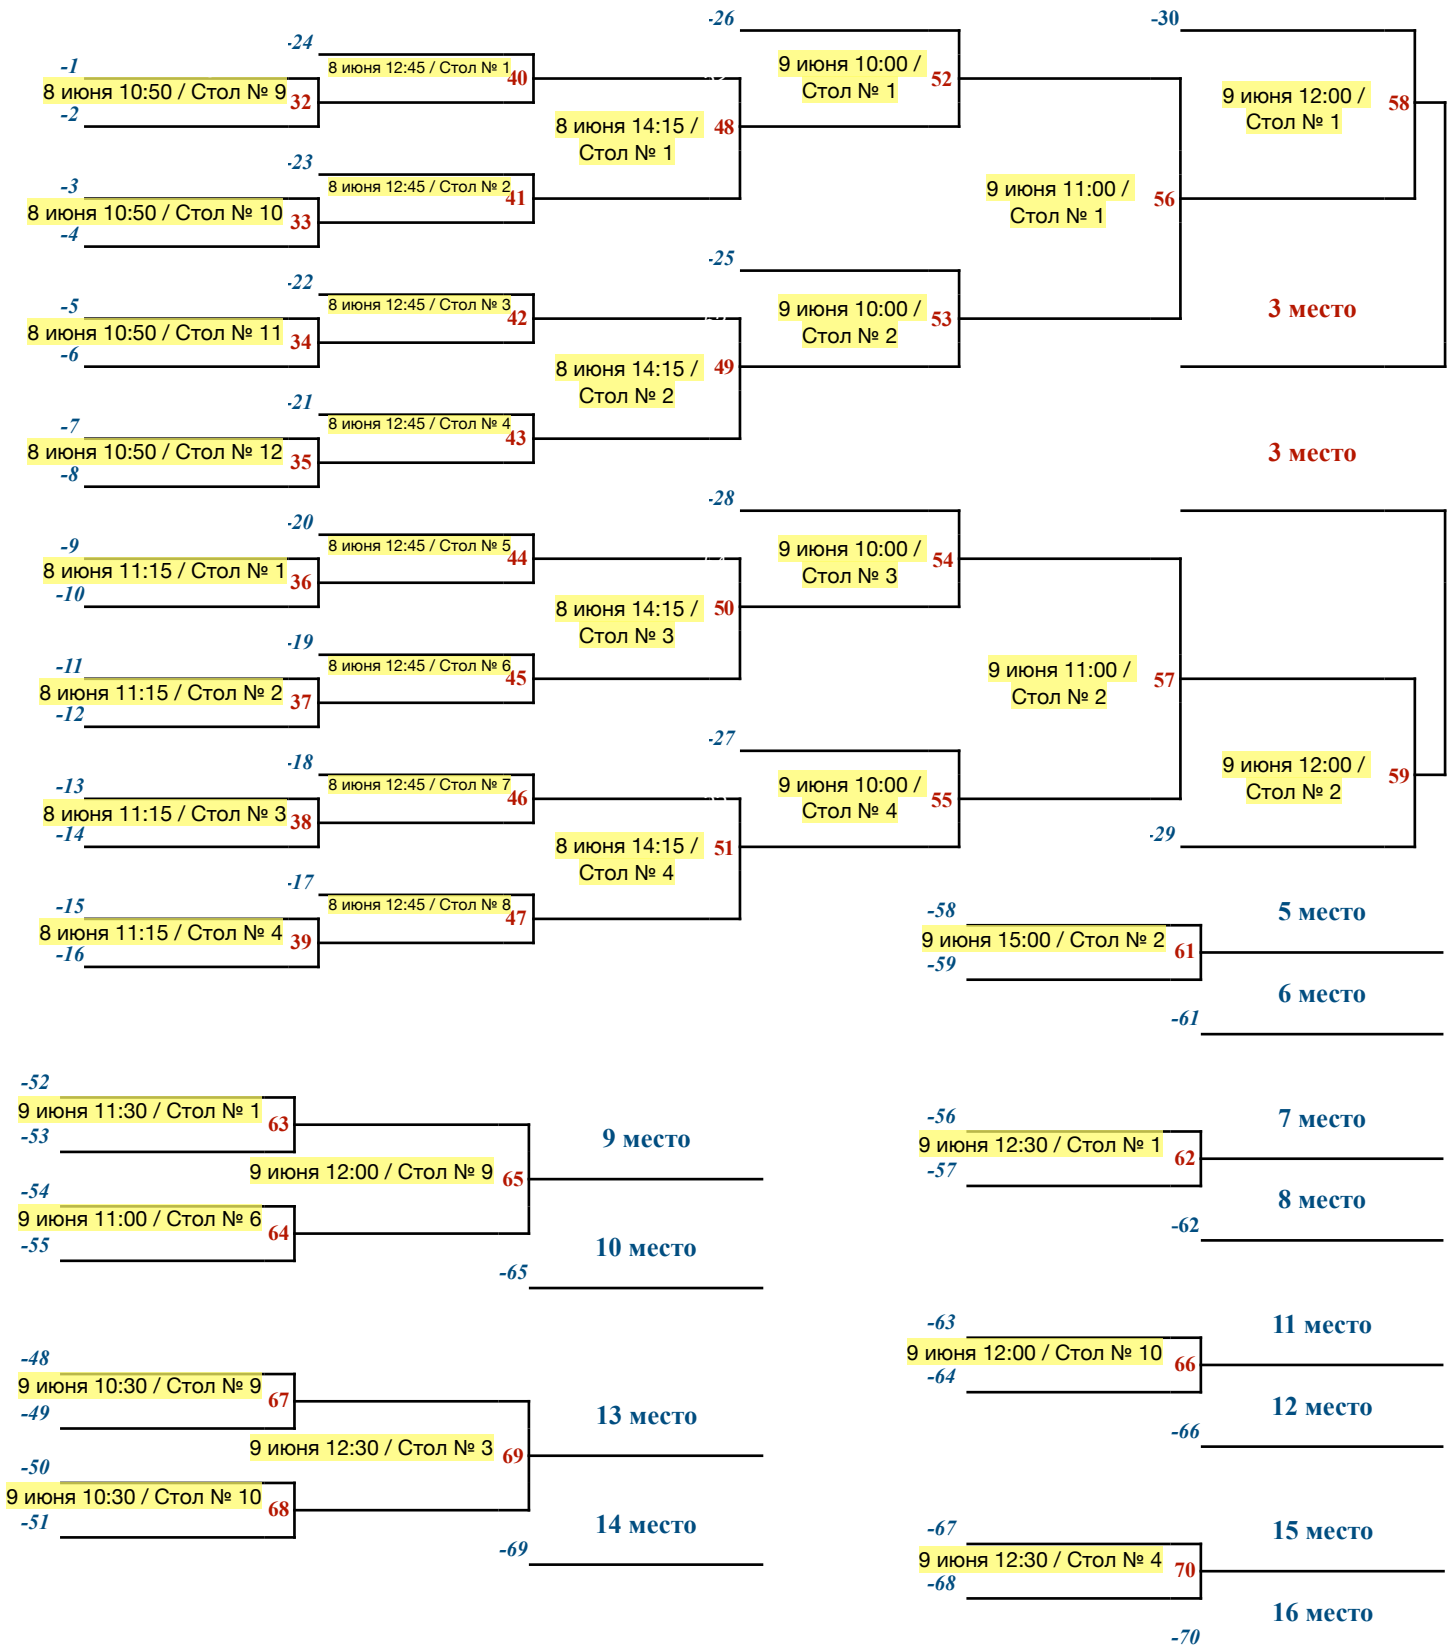 -26
-30
-24
-1
8 июня 12:45 / Стол № 1
40
9 июня 10:00 /
Стол № 1
52
8 июня 10:50 / Стол № 9
32
-2
9 июня 12:00 /
Стол № 1
58
8 июня 14:15 /
Стол № 1
48
-23
-3
8 июня 12:45 / Стол № 2
41
8 июня 10:50 / Стол № 10
33
-4
9 июня 11:00 /
Стол № 1
56
-25
-22
-5
8 июня 12:45 / Стол № 3
42
9 июня 10:00 /
Стол № 2
53
3 место
8 июня 10:50 / Стол № 11
34
-6
8 июня 14:15 /
Стол № 2
49
-21
-7
8 июня 12:45 / Стол № 4
43
8 июня 10:50 / Стол № 12
35
-8
3 место
-28
-20
-9
8 июня 12:45 / Стол № 5
44
9 июня 10:00 /
Стол № 3
54
8 июня 11:15 / Стол № 1
36
-10
8 июня 14:15 /
Стол № 3
50
-19
-11
8 июня 12:45 / Стол № 6
45
8 июня 11:15 / Стол № 2
37
-12
9 июня 11:00 /
Стол № 2
57
-27
-18
-13
8 июня 12:45 / Стол № 7
46
9 июня 10:00 /
Стол № 4
55
9 июня 12:00 /
Стол № 2
59
8 июня 11:15 / Стол № 3
38
-14
-29
8 июня 14:15 /
Стол № 4
51
-17
-15
8 июня 12:45 / Стол № 8
47
8 июня 11:15 / Стол № 4
39
-16
-58
5 место
9 июня 15:00 / Стол № 2
61
-59
6 место
-61
-52
9 июня 11:30 / Стол № 1
63
-53
9 место
9 июня 12:00 / Стол № 9
65
-54
9 июня 11:00 / Стол № 6
64
-55
10 место
-65
-56
7 место
9 июня 12:30 / Стол № 1
62
-57
8 место
-62
-63
11 место
9 июня 12:00 / Стол № 10
66
-64
12 место
-66
-48
9 июня 10:30 / Стол № 9
67
-49
13 место
9 июня 12:30 / Стол № 3
69
-50
9 июня 10:30 / Стол № 10
68
-51
14 место
-69
-67
15 место
9 июня 12:30 / Стол № 4
70
-68
16 место
-70